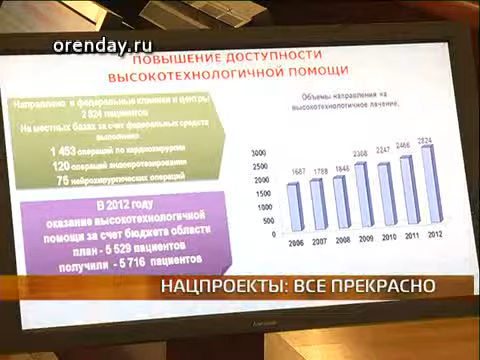 orenday.ru
ПОВЫШЕНИЕ ДОСТУПНОСТИ
ВЫСОКОТЕХНОЛОГИЧНОЙ ПОМОЩИ
Направлено в федеральные клиники и центры
2 824 пациентов
На местных базах за счет федеральных средств
выполнено
1 453 операций по кардиохирургии
120 операций эндопротезирования
75 нейрохирургических операций
В 2012 году
оказание высокотехнологичной
помощи за счет бюджета области
план - 5 529 пациентов
получили - 5 716 пациентов
Объемы направления на
высокотехнологичное лечение,
3000
2500
2000
1500
1000
500
0
1687 1788 1848 2308 2247 2466 2824
2006 2007 2008 2009 2010 2011 2012
НАЦПРОЕКТЫ: ВСЕ ПРЕКРАСНО